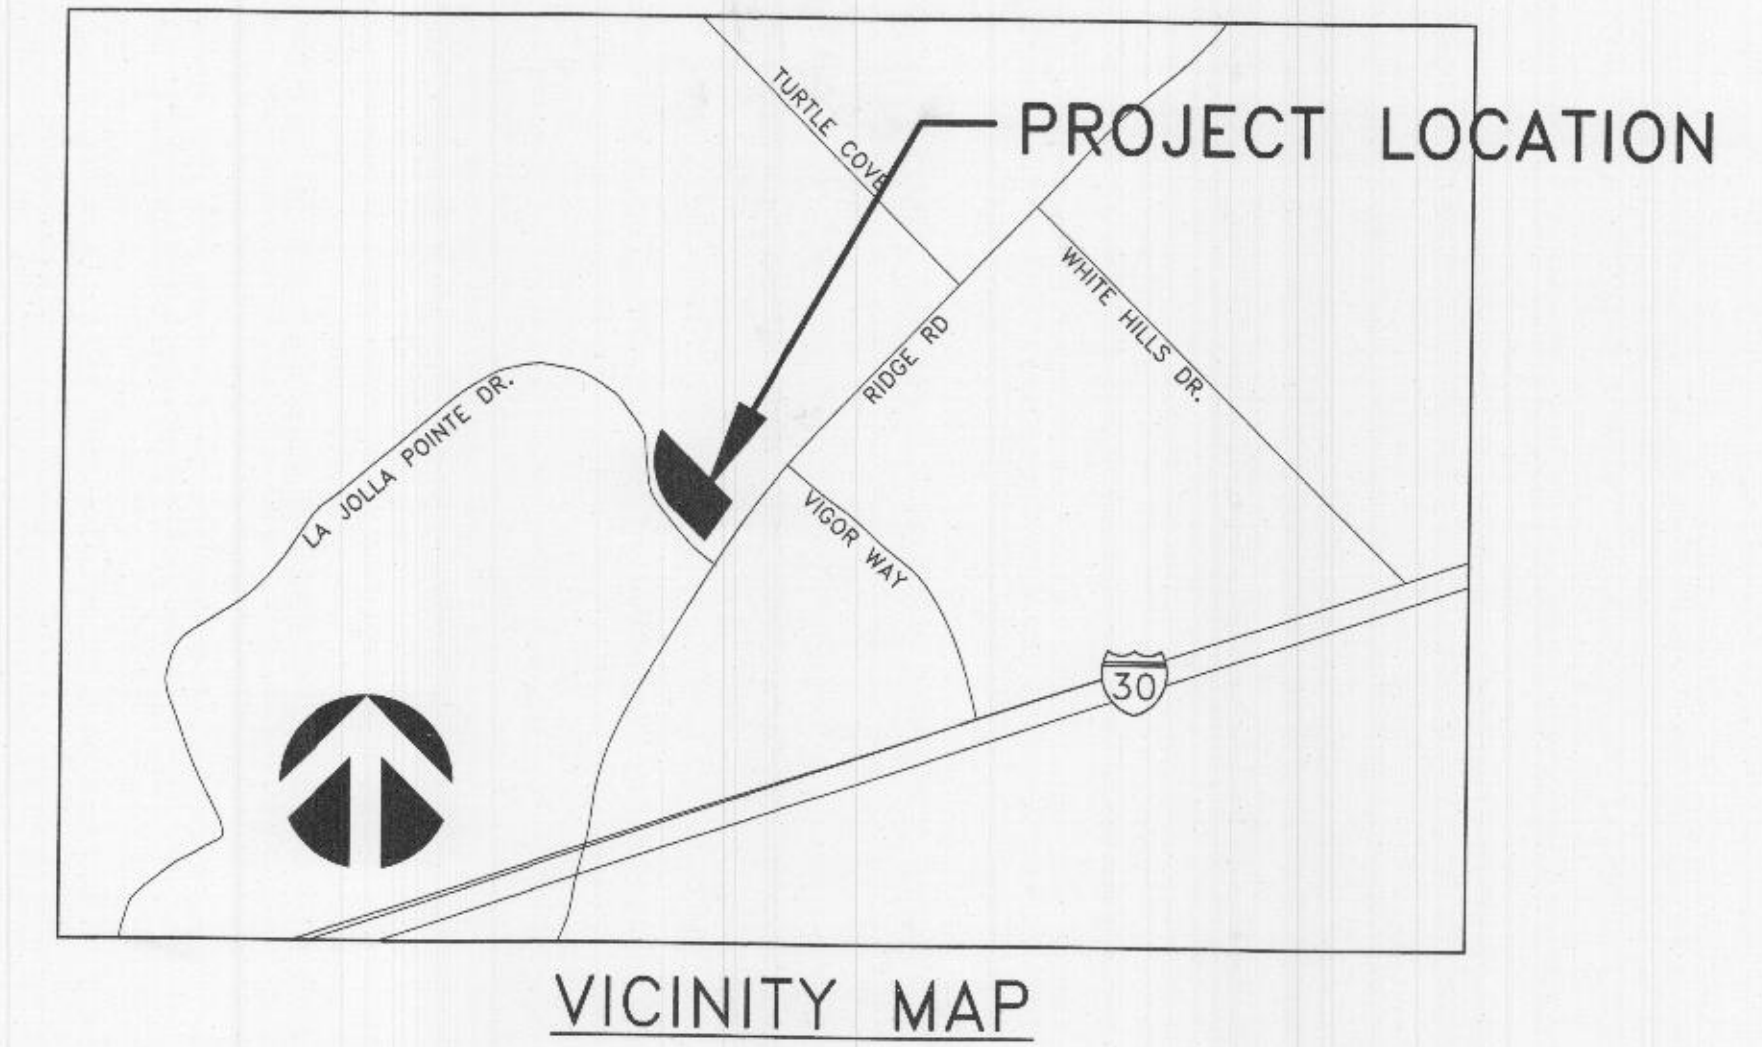 TURTLE COVE
PROJECT LOCATION
WHITE HILLS DR.
RIDGE RD
LA JOLLA POINTE DR.
VIGOR WAY
30
VICINITY MAP